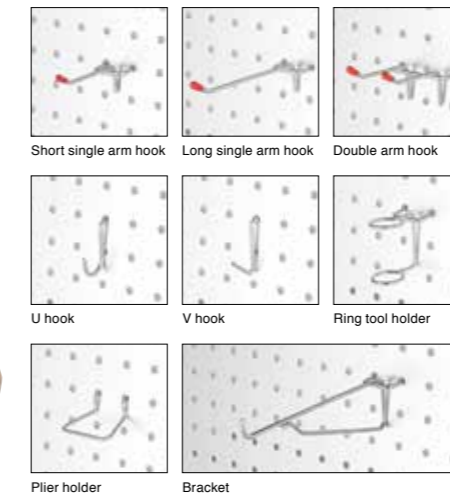 Short single arm hook
Long single arm hook
Double arm hook
U hook
V hook
Ring tool holder
Plier holder
Bracket